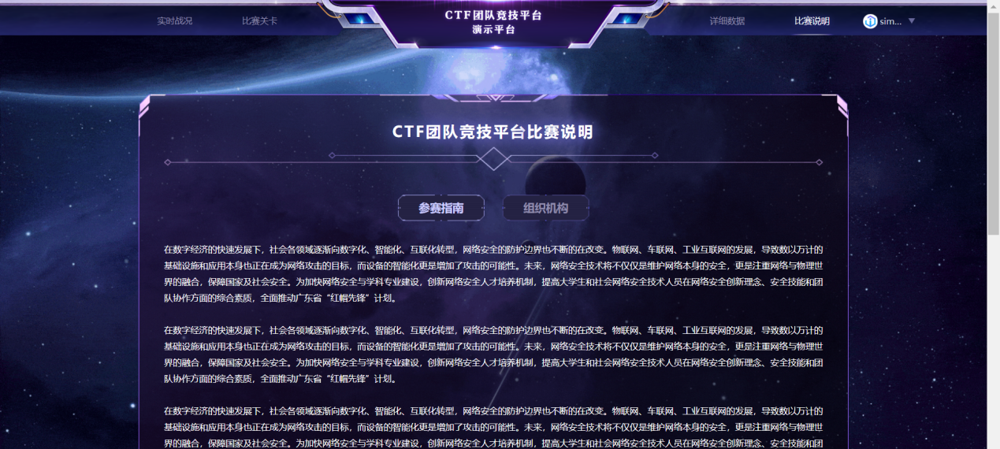 实时战况 比赛关卡 CTF团队竞技平台 详细数据 比赛说明 sim...
演示平台
CTF团队竞技平台比赛说明
参赛指南 组织机构
在数字经济的快速发展下，社会各领域逐渐向数字化、智能化、互联化转型，网络安全的防护边界也不断的在改变。物联网、车联网、工业互联网的发展，导致数以万计的
基础设施和应用本身也正在成为网络攻击的目标，而设备的智能化更是增加了攻击的可能性。未来，网络安全技术将不仅仅是维护网络本身的安全，更是注重网络与物理世
界的融合，保障国家及社会安全。为加快网络安全与学科专业建设，创新网络安全人才培养机制，提高大学生和社会网络安全技术人员在网络安全创新理念、安全技能和团
队协作方面的综合素质，全面推动广东省“红帽先锋”计划。
在数字经济的快速发展下，社会各领域逐渐向数字化、智能化、互联化转型，网络安全的防护边界也不断的在改变。物联网、车联网、工业互联网的发展，导致数以万计的
基础设施和应用本身也正在成为网络攻击的目标，而设备的智能化更是增加了攻击的可能性。未来，网络安全技术将不仅仅是维护网络本身的安全，更是注重网络与物理世
界的融合，保障国家及社会安全。为加快网络安全与学科专业建设，创新网络安全人才培养机制，提高大学生和社会网络安全技术人员在网络安全创新理念、安全技能和团
队协作方面的综合素质，全面推动广东省“红帽先锋”计划。
在数字经济的快速发展下，社会各领域逐渐向数字化、智能化、互联化转型，网络安全的防护边界也不断的在改变。物联网、车联网、工业互联网的发展，导致数以万计的
基础设施和应用本身也正在成为网络攻击的目标，而设备的智能化更是增加了攻击的可能性。未来，网络安全技术将不仅仅是维护网络本身的安全，更是注重网络与物理世
界的融合，保障国家及社会安全。为加快网络安全与学科专业建设，创新网络安全人才培养机制，提高大学生和社会网络安全技术人员在网络安全创新理念、安全技能和团